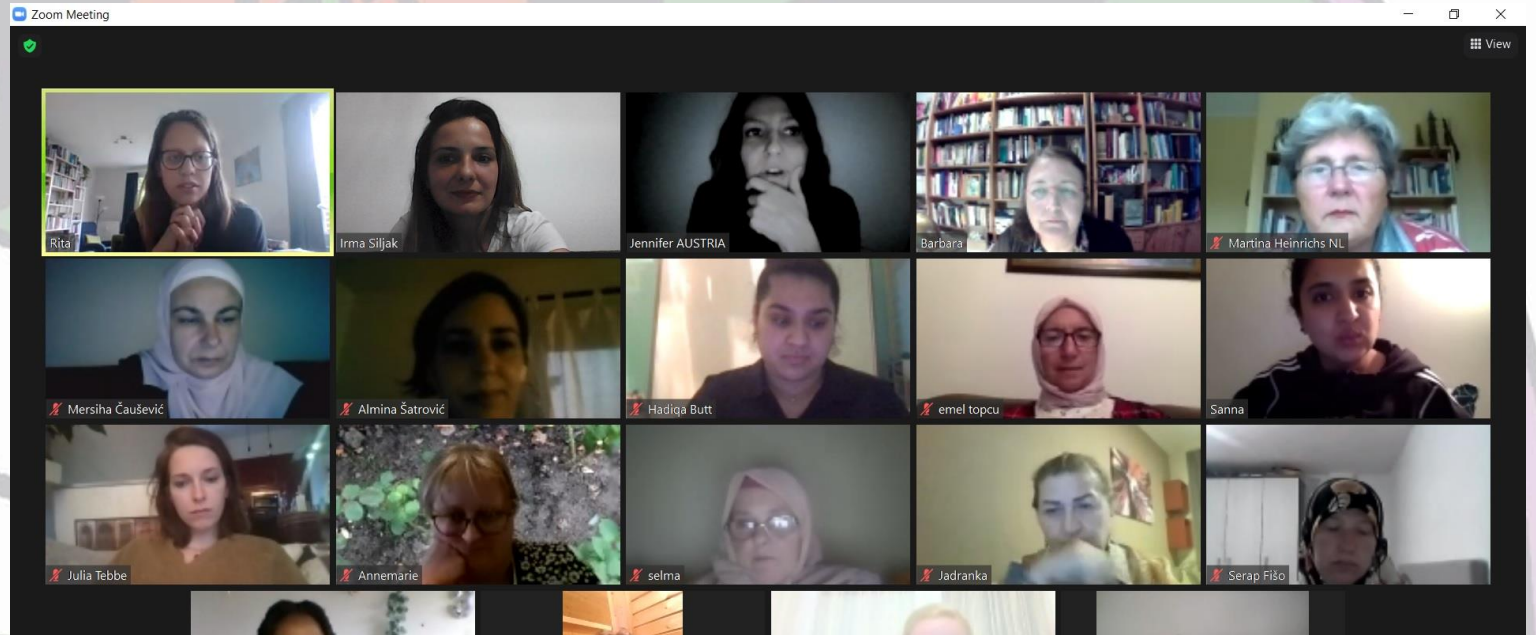 Zoom Meeting
View
Rita
Irma Siljak
Jennifer AUSTRIA
Barbara
Martina Heinrichs NL
Mersiha Čaušević
Almina Šatrović
Hadiqa Butt
emel topcu
Sanna
Julia Tebbe
Annemarie
selma
Jadranka
Serap Fišo